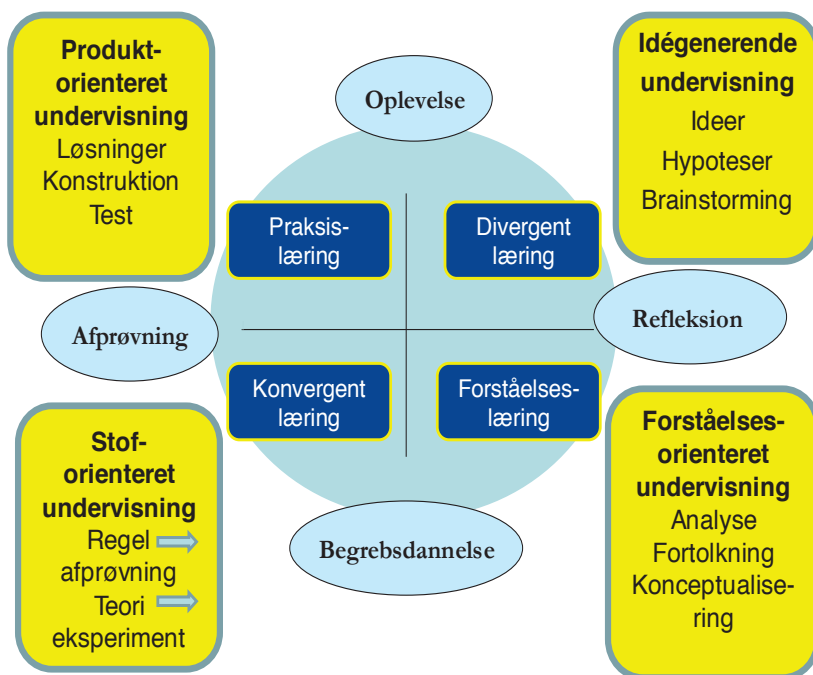 Produkt-
orienteret
undervisning
Løsninger
Konstruktion
Test
Oplevelse
Idégenerende
undervisning
Ideer
Hypoteser
Brainstorming
Praksis-
læring
Divergent
læring
Afprøvning
Refleksion
Konvergent
læring
Forståelses-
læring
Stof-
orienteret
undervisning
Regel
afprøvning
Teori
eksperiment
Begrebsdannelse
Forståelses-
orienteret
undervisning
Analyse
Fortolkning
Konceptualise-
ring